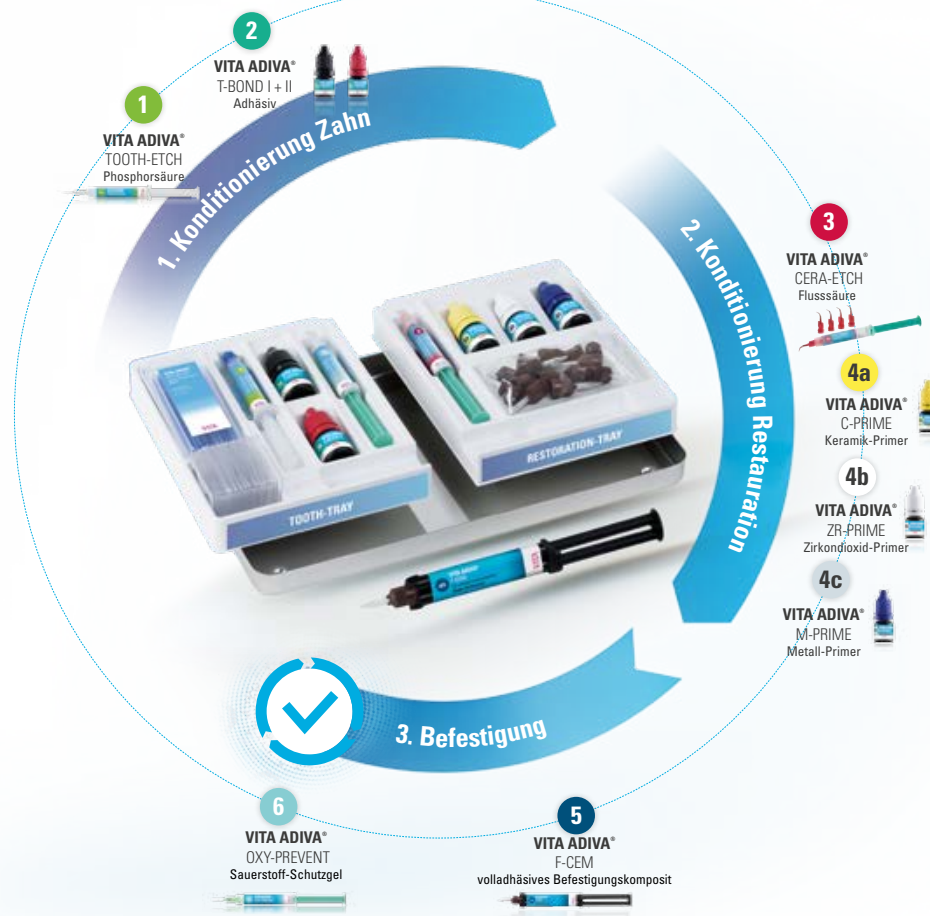 2
VITA ADIVA®
T-BOND I + II
Adhäsiv
1
VITA ADIVA®
TOOTH-ETCH
Phosphorsäure
1. Konditionierung Zahn
2. Konditionierung Restauration
3
VITA ADIVA®
CERA-ETCH
Flusssäure
4a
VITA ADIVA®
C-PRIME
Keramik-Primer
4b
VITA ADIVA®
ZR-PRIME
Zirkondioxid-Primer
4c
VITA ADIVA®
M-PRIME
Metall-Primer
RESTORATION-TRAY
TOOTH-TRAY
3. Befestigung
6
VITA ADIVA®
OXY-PREVENT
Sauerstoff-Schutzgel
5
VITA ADIVA®
F-CEM
volladhäsives Befestigungskomposit